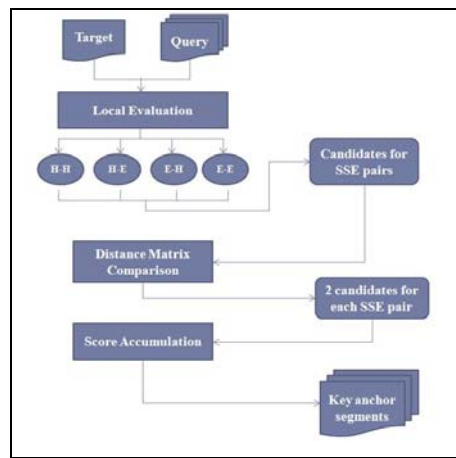 Target
Query
Local Evaluation
H-H
H-E
E-H
E-E
Candidates for
SSE pairs
Distance Matrix
Comparison
2 candidates for
each SSE pair
Score Accumulation
Key anchor
segments